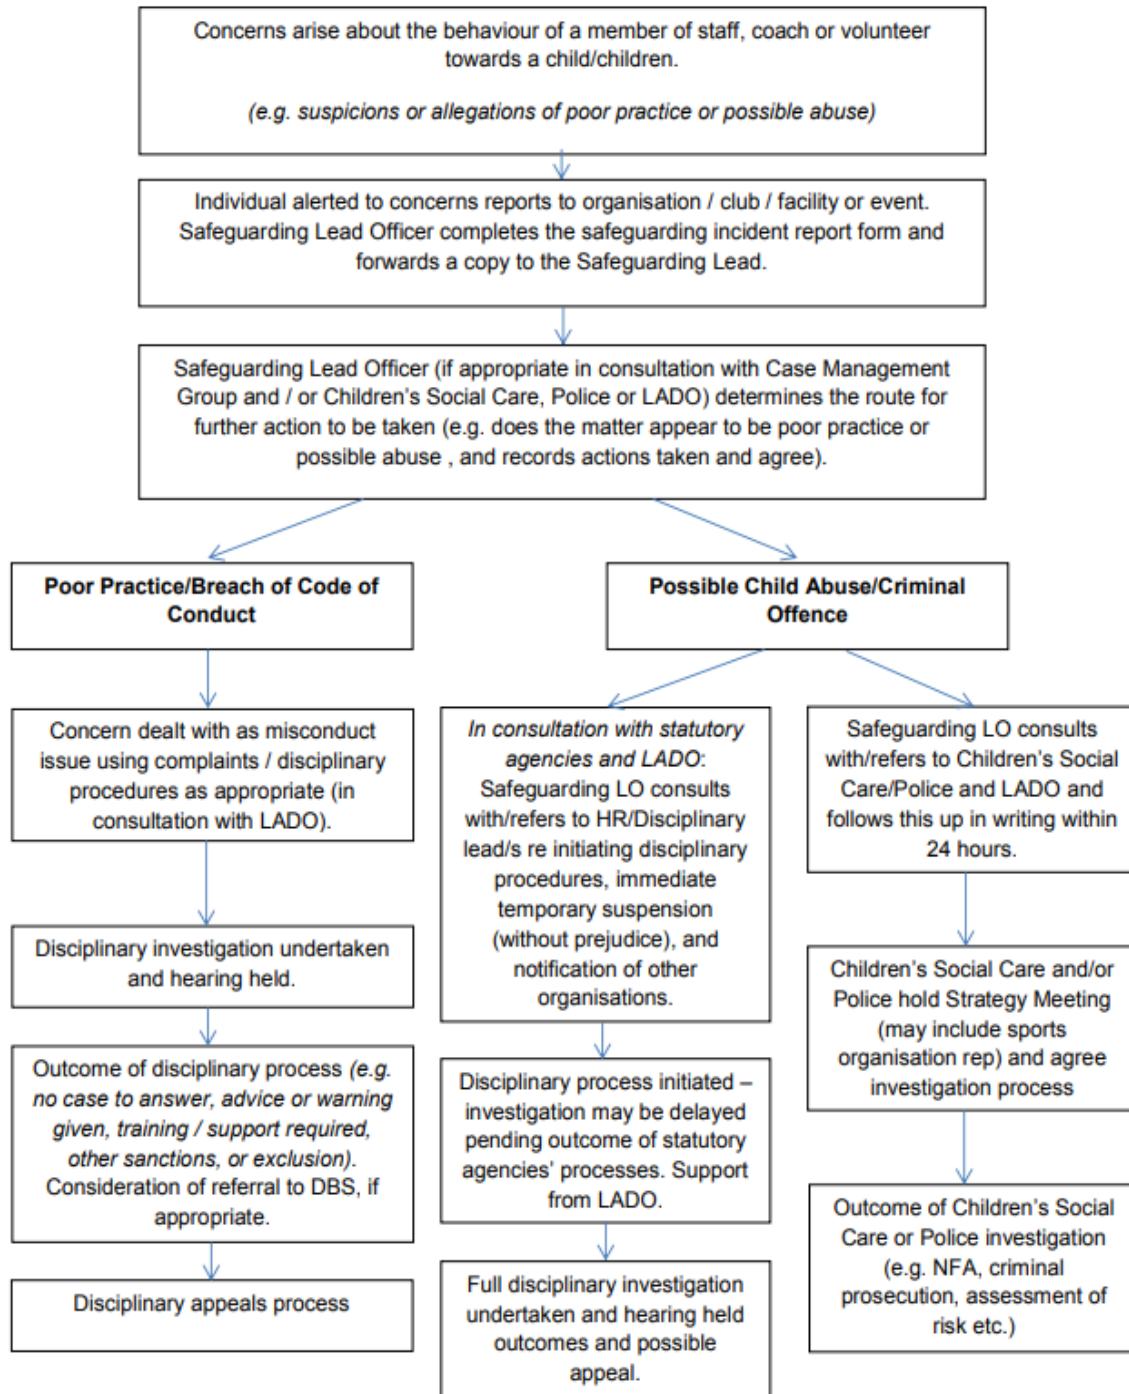 Concerns arise about the behaviour of a member of staff, coach or volunteer
towards a child/children.
(e.g. suspicions or allegations of poor practice or possible abuse)
Individual alerted to concerns reports to organisation / club / facility or event.
Safeguarding Lead Officer completes the safeguarding incident report form and
forwards a copy to the Safeguarding Lead.
Safeguarding Lead Officer (if appropriate in consultation with Case Management
Group and / or Children's Social Care, Police or LADO) determines the route for
further action to be taken (e.g. does the matter appear to be poor practice or
possible abuse , and records actions taken and agree).
Poor Practice/Breach of Code of
Conduct
Concern dealt with as misconduct
issue using complaints / disciplinary
procedures as appropriate (in
consultation with LADO).
Disciplinary investigation undertaken
and hearing held.
Outcome of disciplinary process (e.g.
no case to answer, advice or warning
given, training / support required,
other sanctions, or exclusion).
Consideration of referral to DBS, if
appropriate.
Disciplinary appeals process
Possible Child Abuse/Criminal
Offence
In consultation with statutory
agencies and LADO:
Safeguarding LO consults
with/refers to HR/Disciplinary
lead/s re initiating disciplinary
procedures, immediate
temporary suspension
(without prejudice), and
notification of other
organisations.
Disciplinary process initiated –
investigation may be delayed
pending outcome of statutory
agencies' processes. Support
from LADO.
Full disciplinary investigation
undertaken and hearing held
outcomes and possible
appeal.
Safeguarding LO consults
with/refers to Children's Social
Care/Police and LADO and
follows this up in writing within
24 hours.
Children's Social Care and/or
Police hold Strategy Meeting
(may include sports
organisation rep) and agree
investigation process
Outcome of Children's Social
Care or Police investigation
(e.g. NFA, criminal
prosecution, assessment of
risk etc.)